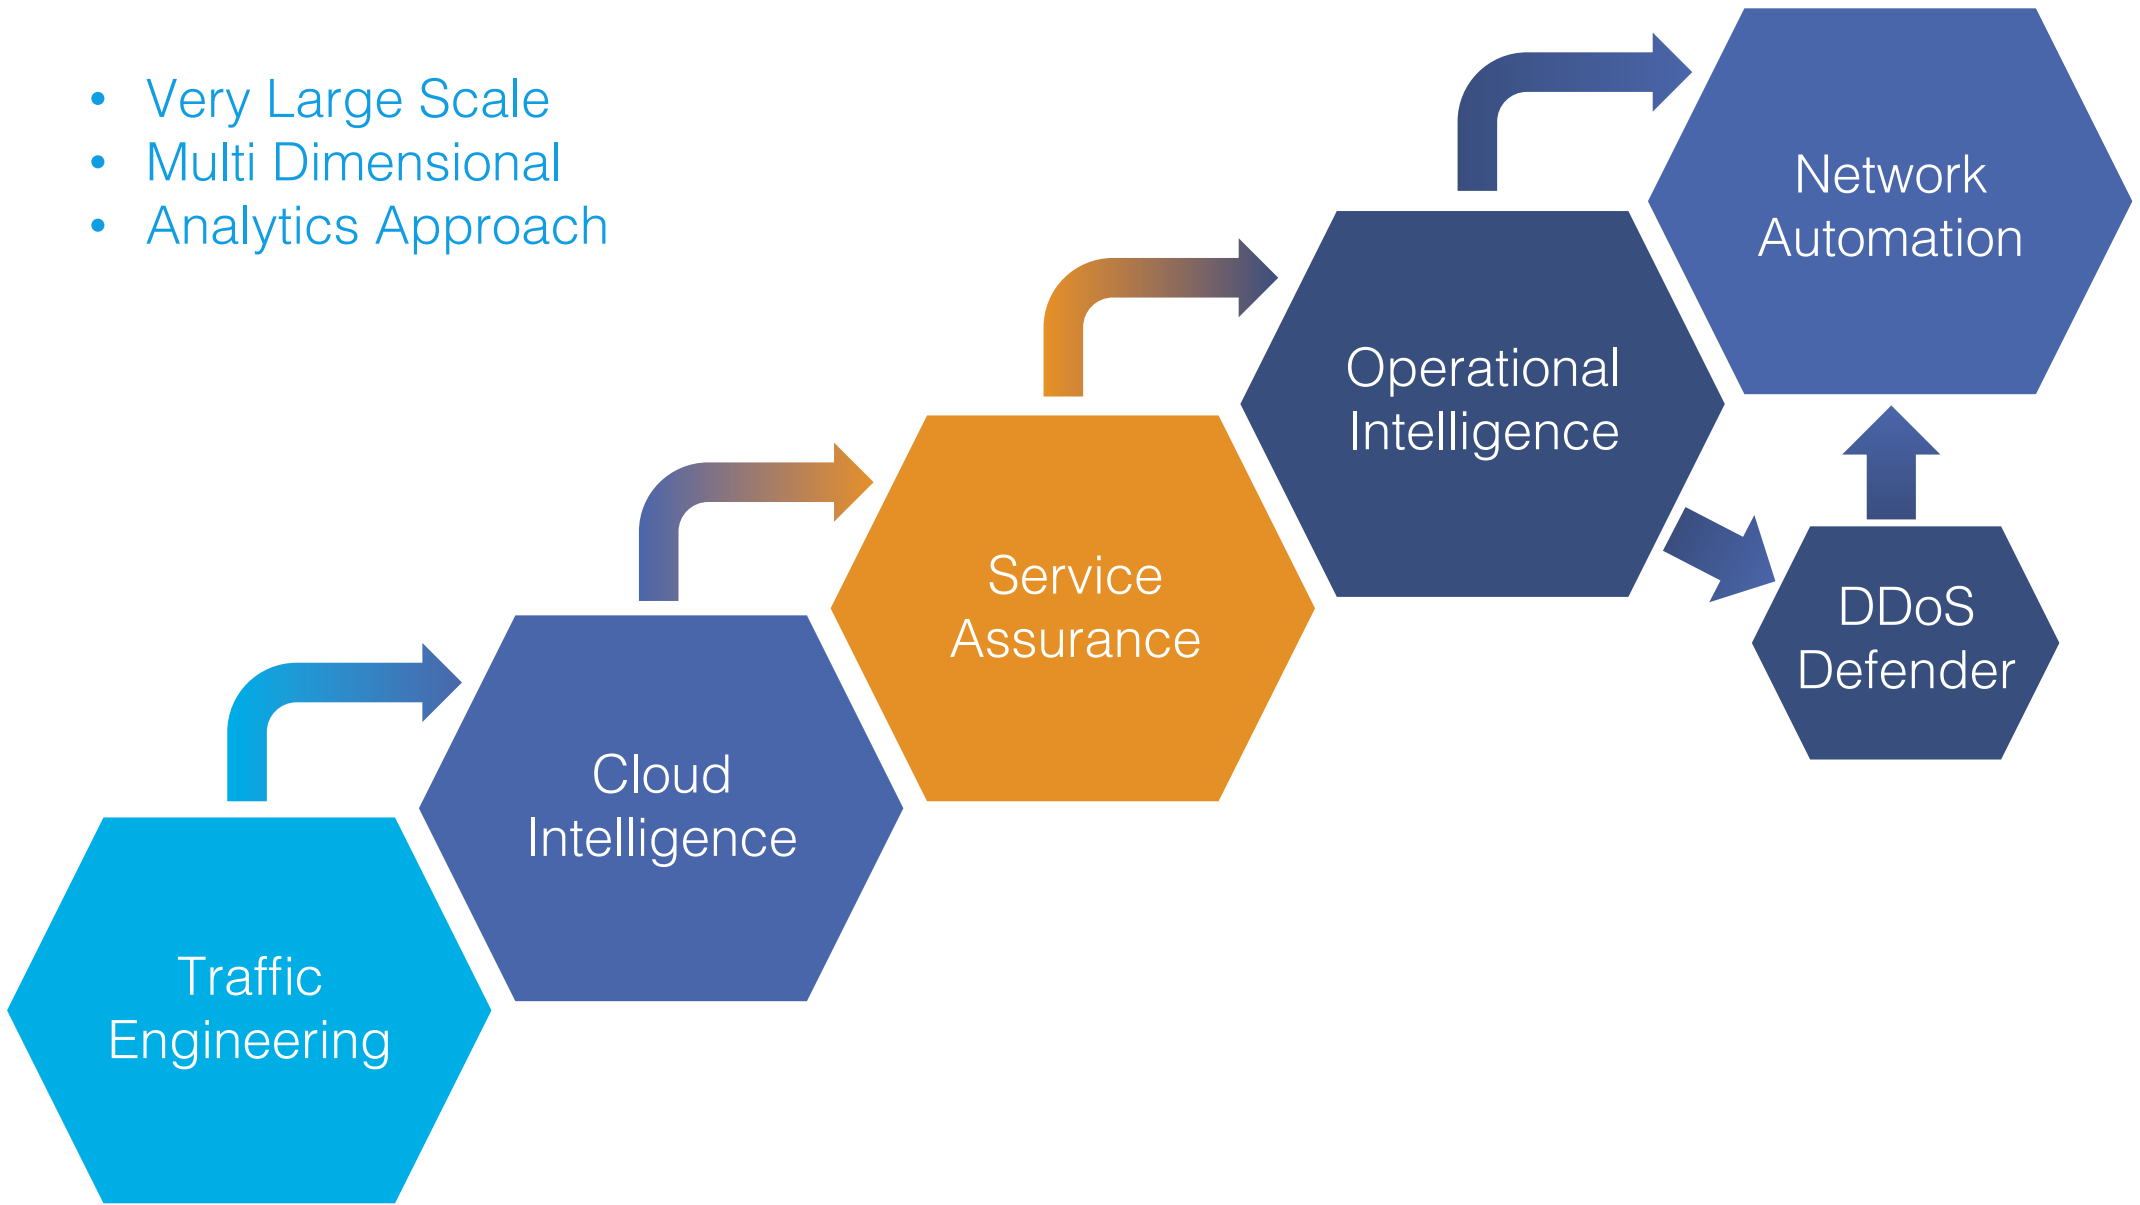 • Very Large Scale
• Multi Dimensional
• Analytics Approach
Network
Automation
Operational
Intelligence
DDoS
Defender
Service
Assurance
Cloud
Intelligence
Traffic
Engineering